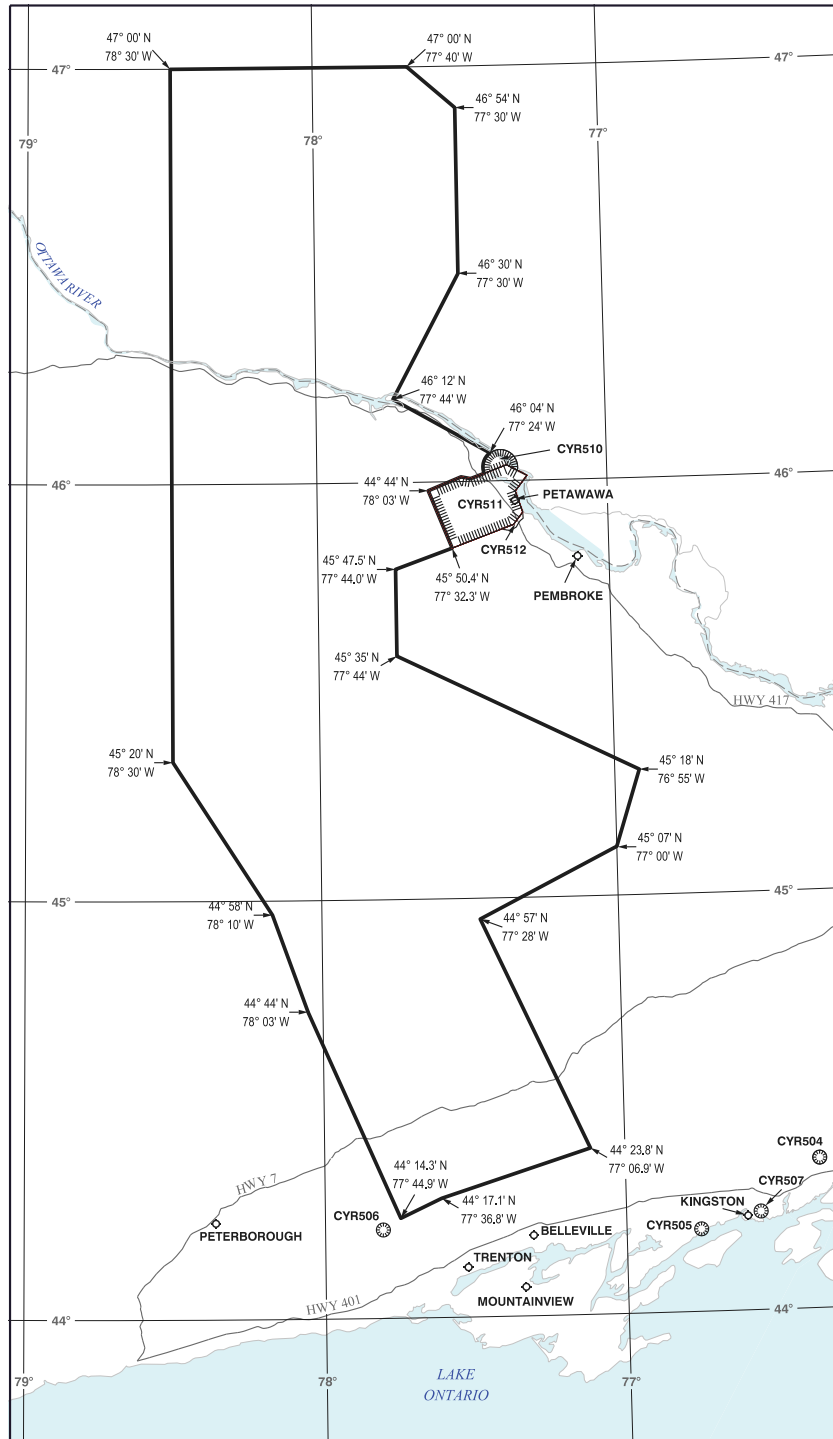 47° 00' N
78° 30' W
47° 00' N
77° 40' W
47°
47°
46° 54' N
77° 30' W
79°
78°
77°
OTTAWA RIVER
46° 30' N
77° 30' W
46° 12' N
77° 44' W
46° 04' N
77° 24' W
CYR510
46°
46°
44° 44' N
78° 03' W
CYR511
PETAWAWA
CYR512
45° 47.5' N
77° 44.0' W
45° 50.4' N
77° 32.3' W
PEMBROKE
45° 35' N
77° 44' W
HWY 417
45° 20' N
78° 30' W
45° 18' N
76° 55' W
45° 07' N
77° 00' W
45°
45°
44° 58' N
78° 10' W
44° 57' N
77° 28' W
44° 44' N
78° 03' W
44° 23.8' N
77° 06.9' W
CYR504
44° 14.3' N
77° 44.9' W
HWY 7
44° 17.1' N
77° 36.8' W
CYR507
KINGSTON
PETERBOROUGH
CYR506
CYR505
BELLEVILLE
TRENTON
MOUNTAINVIEW
HWY 401
44°
44°
79°
78°
77°
LAKE
ONTARIO